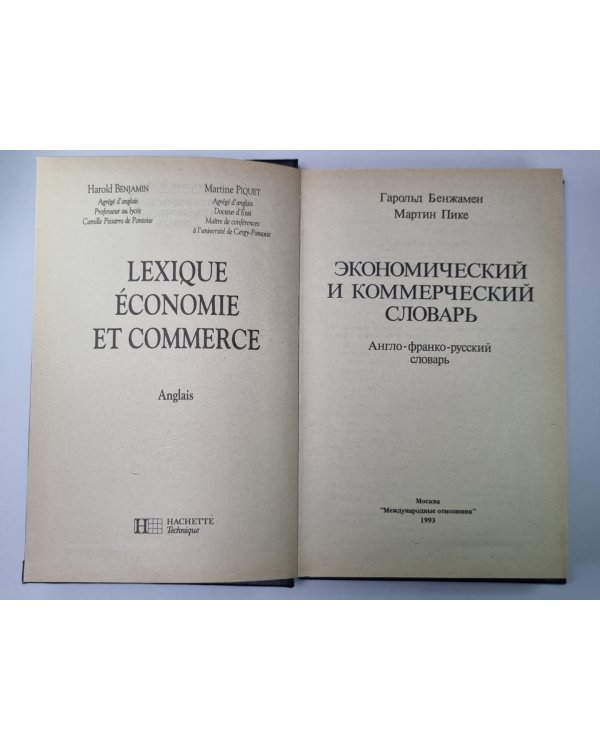 Harold BENJAMIN
Agrégé d'anglais
Professeur au lycée
Camille Pissarro de Pontoise
Martine PIQUET
Agrégé d'anglais
Docteur d'État
Maître de conférences
à l'université de Cergy-Pontoise
LEXIQUE
ÉCONOMIE
ET COMMERCE
Anglais
H HACHETTE
Technique
Гарольд Бенжамен
Мартин Пике
ЭКОНОМИЧЕСКИЙ
И КОММЕРЧЕСКИЙ
СЛОВАРЬ
Англо-франко-русский
словарь
Москва
"Международные отношения"
1993